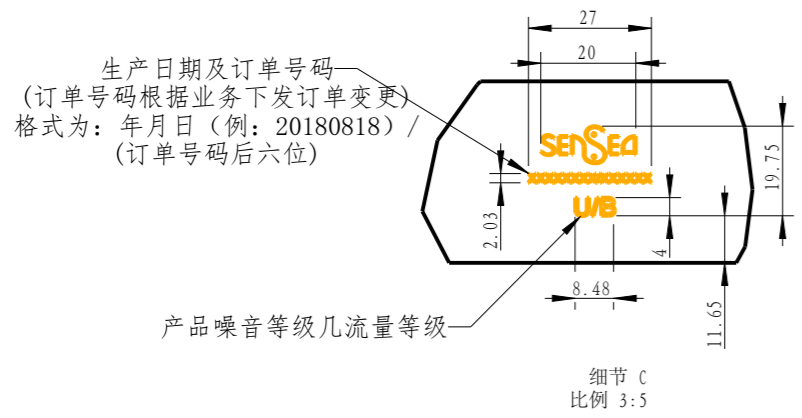 27
20
生产日期及订单号码
(订单号码根据业务下发订单变更)
格式为：年月日（例：20180818）/
(订单号码后六位)
SENSEA
19.75
xxxxxxxxxxxxxxx
2.03
U/B
4
8.48
11.65
产品噪音等级几流量等级
细节 C
比例 3:5